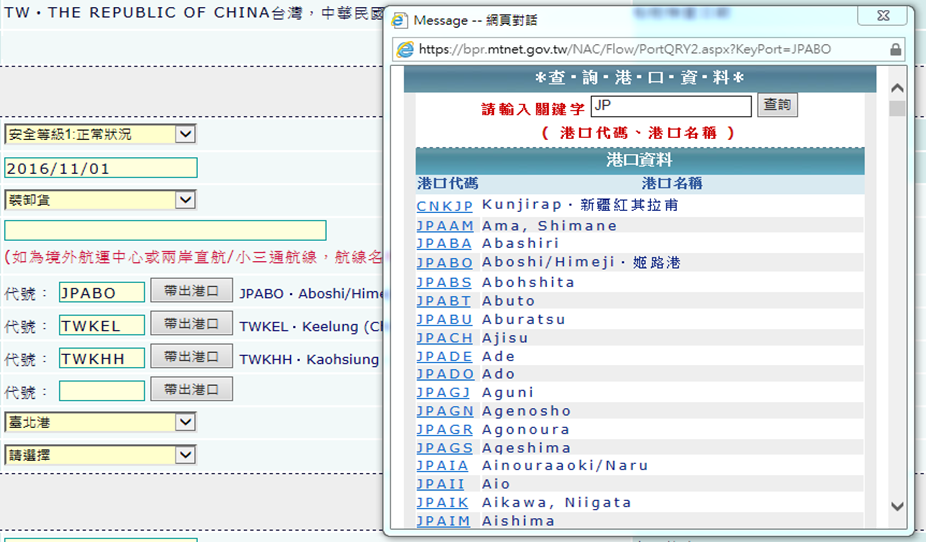 TW・THE REPUBLIC OF CHINA台灣，中華民國
安全等級1:正常狀況
2016/11/01
裝卸貨
(如為境外航運中心或兩岸直航/小三通航線，航線名
代號： JPABO 帶出港口 JPABO・Aboshi/Hime
代號： TWKEL 帶出港口 TWKEL・Keelung (C
代號： TWKHH 帶出港口 TWKHH・Kaohsiung
代號： 帶出港口
臺北港
請選擇
Message -- 網頁對話
https://bpr.mtnet.gov.tw/NAC/Flow/PortQRY2.aspx?KeyPort=JPABO
*查・詢・港・口・資・料*
請輸入關鍵字 JP 查詢
( 港口代碼、港口名稱 )
港口資料
港口代碼 港口名稱
CNKJP Kunjirap・新疆紅其拉甫
JPAAM Ama, Shimane
JPABA Abashiri
JPABO Aboshi/Himeji・姬路港
JPABS Abohshita
JPABT Abuto
JPABU Aburatsu
JPACH Ajisu
JPADE Ade
JPADO Ado
JPAGJ Aguni
JPAGN Agenosho
JPAGR Agonoura
JPAGS Ageshima
JPAIA Ainouraaoki/Naru
JPAII Aio
JPAIK Aikawa, Niigata
JPAIM Aishima